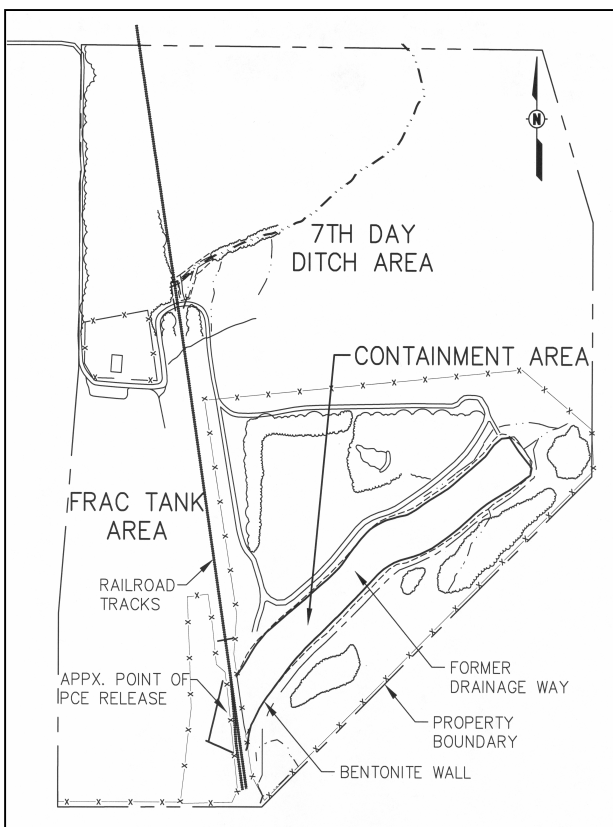 N
7TH DAY
DITCH AREA
CONTAINMENT AREA
FRAC TANK
AREA
RAILROAD
TRACKS
APPX. POINT OF
PCE RELEASE
FORMER
DRAINAGE WAY
PROPERTY
BOUNDARY
BENTONITE WALL